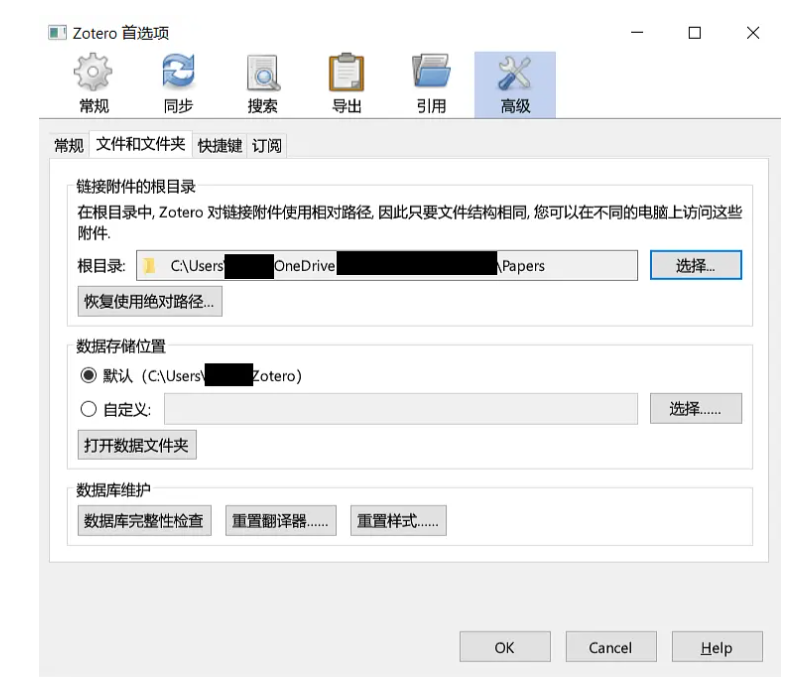 Zotero 首选项
常规 同步 搜索 导出 引用 高级
常规 文件和文件夹 快捷键 订阅
链接附件的根目录
在根目录中, Zotero 对链接附件使用相对路径, 因此只要文件结构相同, 您可以在不同的电脑上访问这些
附件.
根目录: C:\Users\ OneDrive \Papers 选择...
恢复使用绝对路径...
数据存储位置
默认（C:\Users\ Zotero）
自定义: 选择......
打开数据文件夹
数据库维护
数据库完整性检查 重置翻译器...... 重置样式......
OK Cancel Help